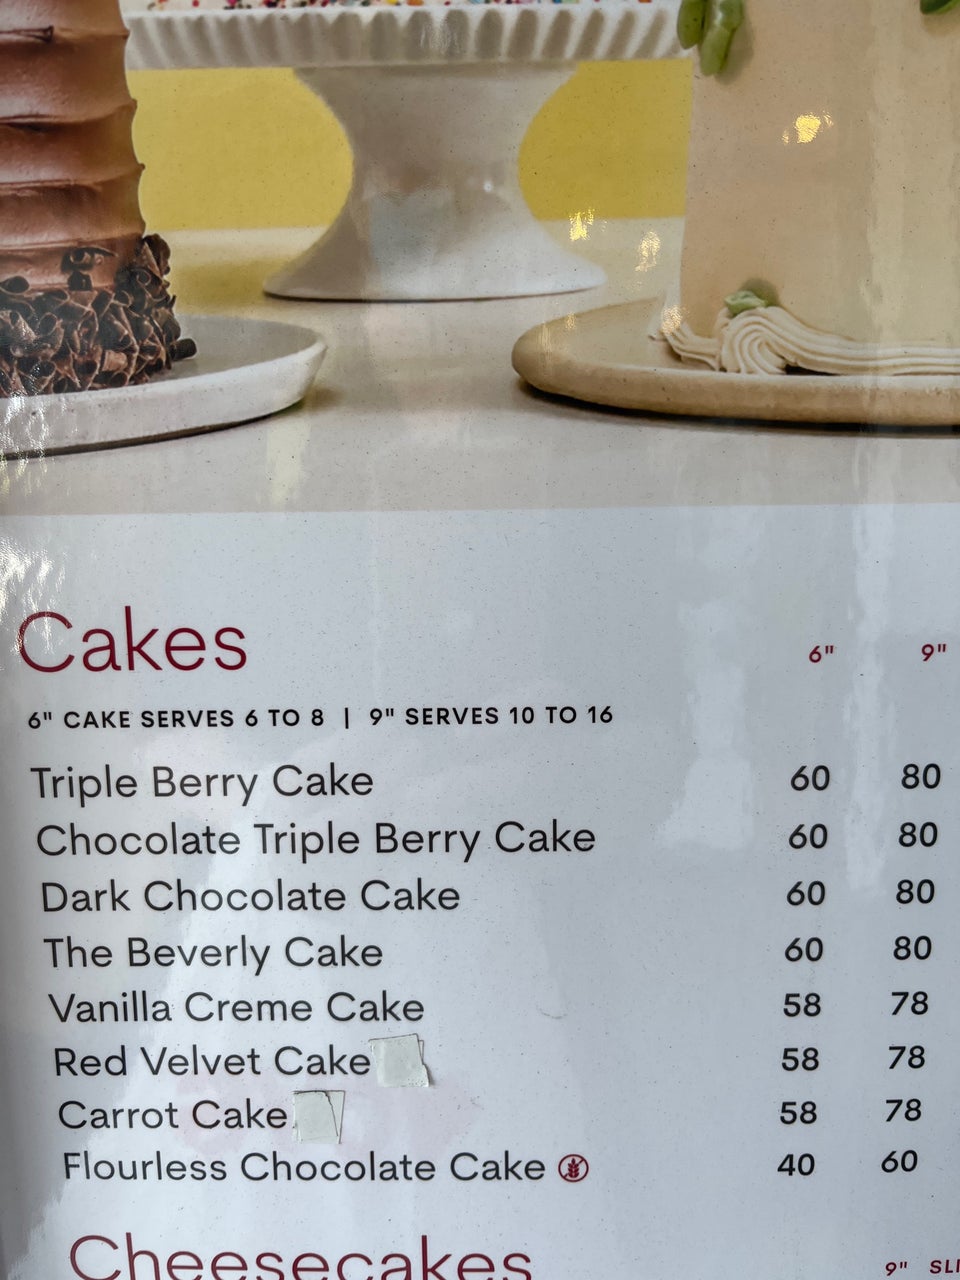 Cakes 6" 9"
6" CAKE SERVES 6 TO 8 | 9" SERVES 10 TO 16
Triple Berry Cake 60 80
Chocolate Triple Berry Cake 60 80
Dark Chocolate Cake 60 80
The Beverly Cake 60 80
Vanilla Creme Cake 58 78
Red Velvet Cake 58 78
Carrot Cake 58 78
Flourless Chocolate Cake 40 60
Cheesecakes 9"